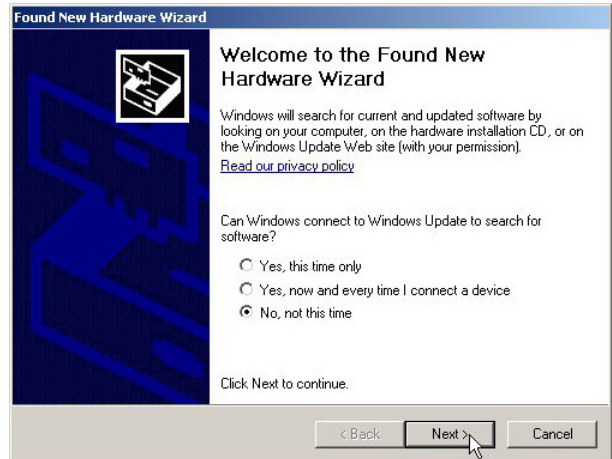 Found New Hardware Wizard
Welcome to the Found New
Hardware Wizard
Windows will search for current and updated software by
looking on your computer, on the hardware installation CD, or on
the Windows Update Web site (with your permission).
Read our privacy policy
Can Windows connect to Windows Update to search for
software?
Yes, this time only
Yes, now and every time I connect a device
No, not this time
Click Next to continue.
< Back
Next >
Cancel